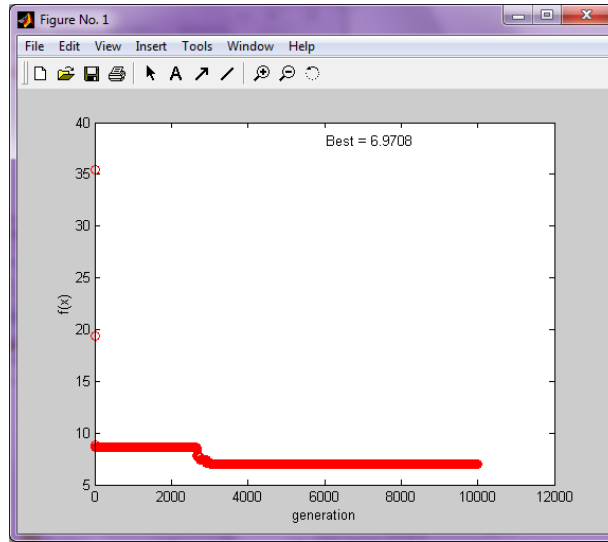 Figure No. 1
File Edit View Insert Tools Window Help
A
40
Best = 6.9708
35
30
25
f(x)
20
15
10
5
0 2000 4000 6000 8000 10000 12000
generation